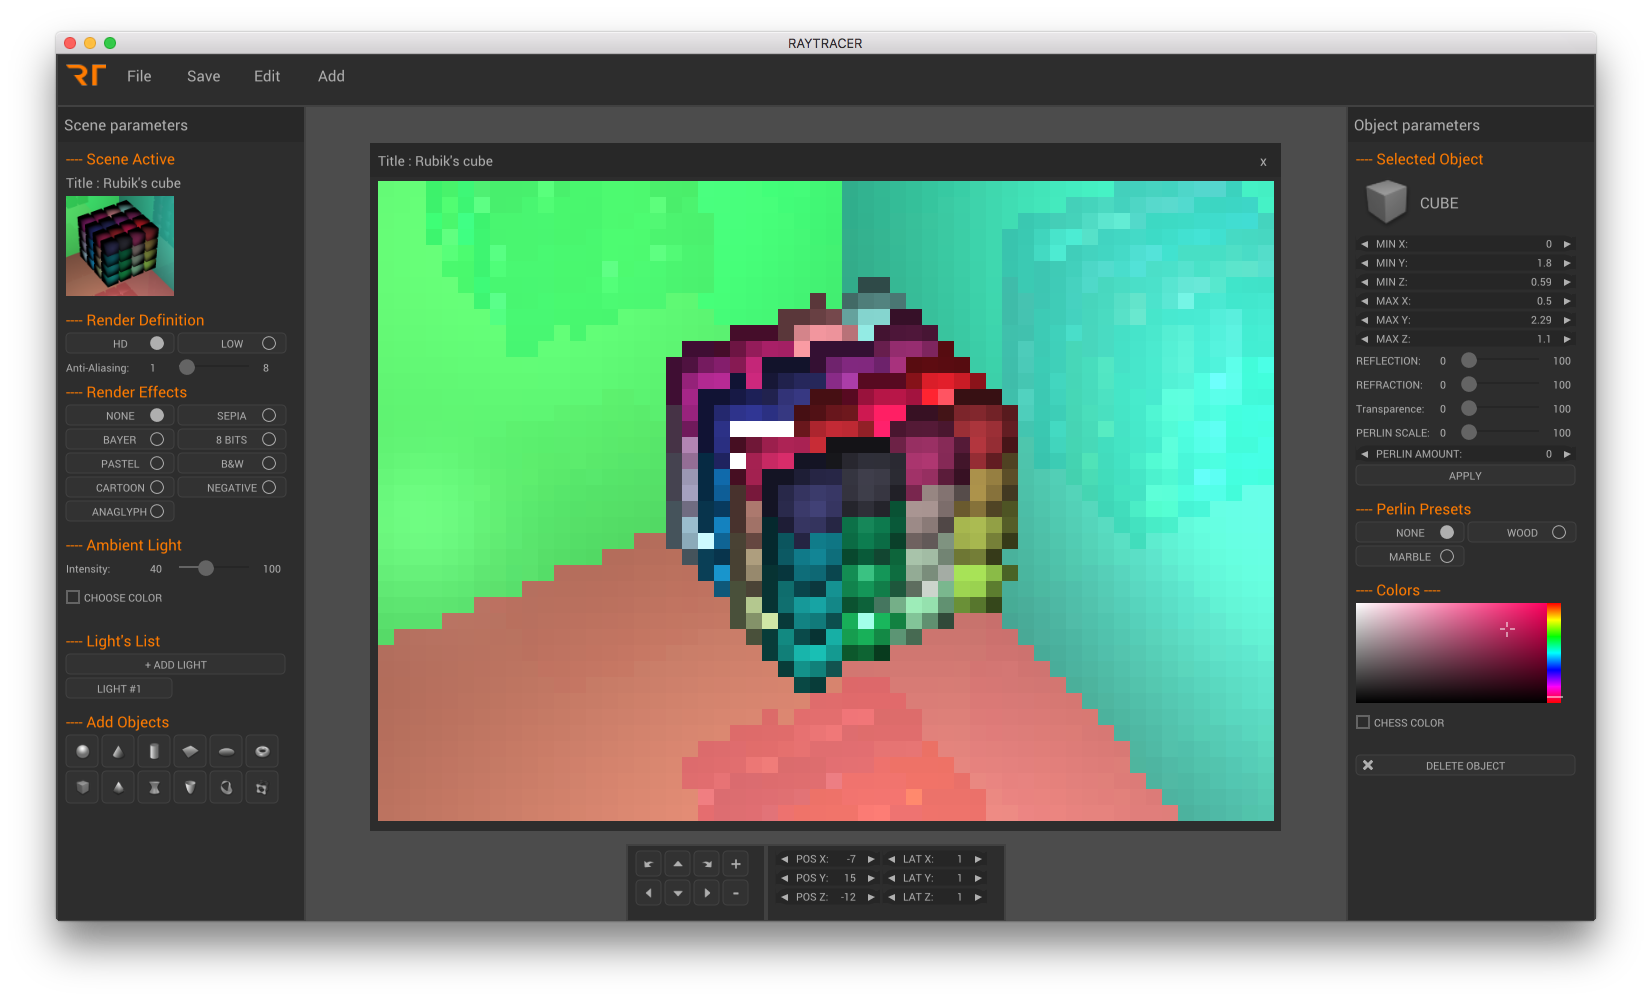 RAYTRACER
RT File Save Edit Add
Scene parameters
---- Scene Active
Title : Rubik's cube
---- Render Definition
HD LOW
Anti-Aliasing: 1 8
---- Render Effects
NONE SEPIA
BAYER 8 BITS
PASTEL B&W
CARTOON NEGATIVE
ANAGLYPH
---- Ambient Light
Intensity: 40 100
CHOOSE COLOR
---- Light's List
+ ADD LIGHT
LIGHT #1
---- Add Objects
Title : Rubik's cube x
+
-
POS X: -7 LAT X: 1
POS Y: 15 LAT Y: 1
POS Z: -12 LAT Z: 1
Object parameters
---- Selected Object
CUBE
MIN X: 0
MIN Y: 1.8
MIN Z: 0.59
MAX X: 0.5
MAX Y: 2.29
MAX Z: 1.1
REFLECTION: 0 100
REFRACTION: 0 100
Transparence: 0 100
PERLIN SCALE: 0 100
PERLIN AMOUNT: 0
APPLY
---- Perlin Presets
NONE WOOD
MARBLE
---- Colors ----
CHESS COLOR
DELETE OBJECT